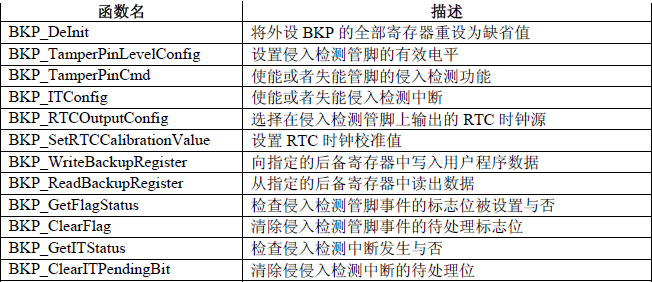 函数名 描述
BKP_DeInit 将外设 BKP 的全部寄存器重设为缺省值
BKP_TamperPinLevelConfig 设置侵入检测管脚的有效电平
BKP_TamperPinCmd 使能或者失能管脚的侵入检测功能
BKP_ITConfig 使能或者失能侵入检测中断
BKP_RTCOutputConfig 选择在侵入检测管脚上输出的 RTC 时钟源
BKP_SetRTCCalibrationValue 设置 RTC 时钟校准值
BKP_WriteBackupRegister 向指定的后备寄存器中写入用户程序数据
BKP_ReadBackupRegister 从指定的后备寄存器中读出数据
BKP_GetFlagStatus 检查侵入检测管脚事件的标志位被设置与否
BKP_ClearFlag 清除侵入检测管脚事件的待处理标志位
BKP_GetITStatus 检查侵入检测中断发生与否
BKP_ClearITPendingBit 清除侵侵入检测中断的待处理位